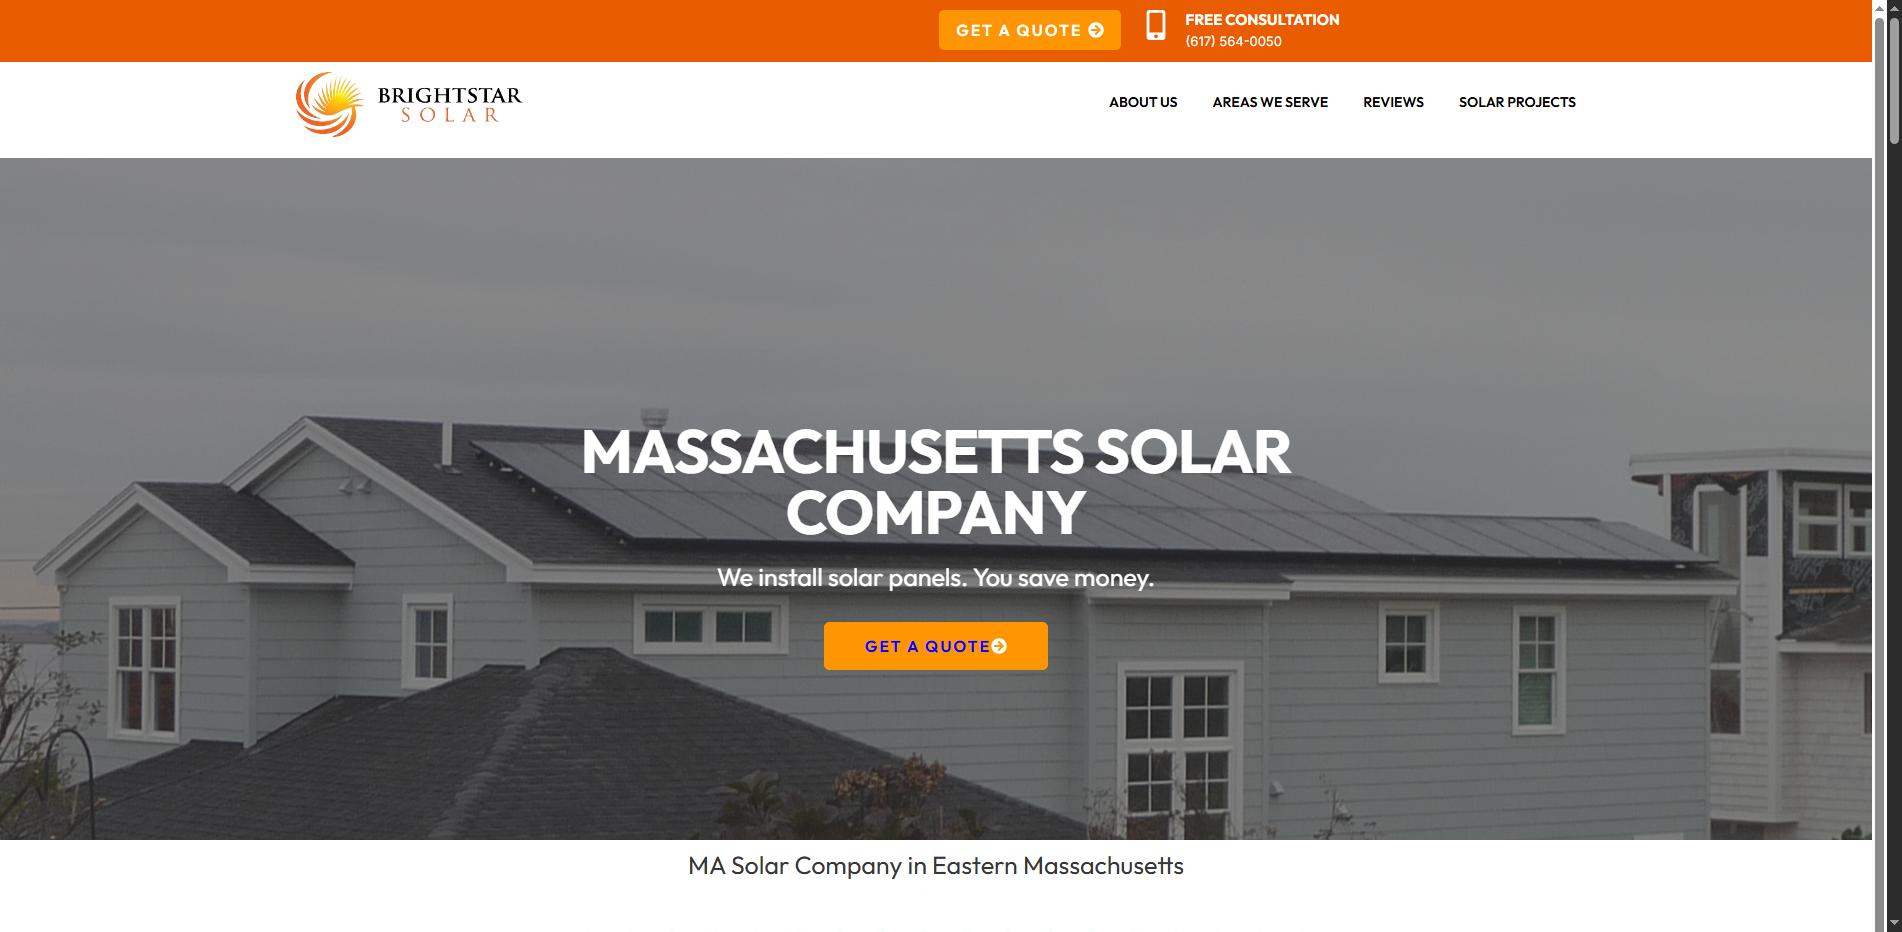 GET A QUOTE
FREE CONSULTATION
(617) 564-0050
BRIGHTSTAR
SOLAR
ABOUT US
AREAS WE SERVE
REVIEWS
SOLAR PROJECTS
MASSACHUSETTS SOLAR
COMPANY
We install solar panels. You save money.
GET A QUOTE
MA Solar Company in Eastern Massachusetts